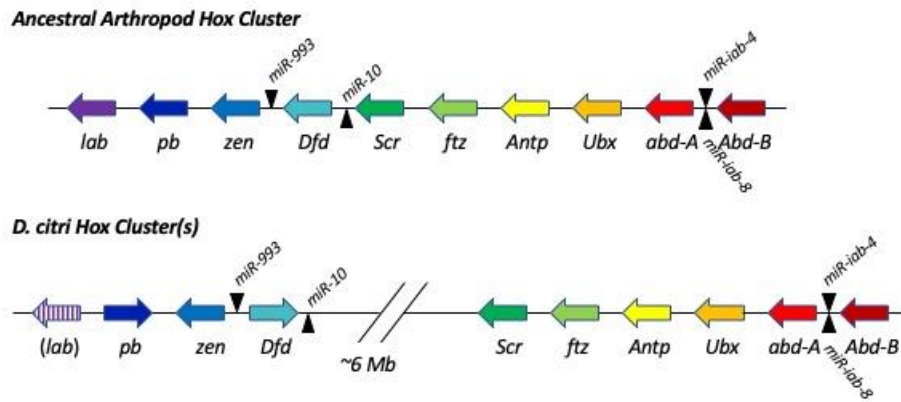 Ancestral Arthropod Hox Cluster
miR-993
miR-10
miR-iab-4
lab pb zen Dfd Scr ftz Antp Ubx abd-A Abd-B
miR-iab-8
D. citri Hox Cluster(s)
miR-993
miR-10
miR-iab-4
(lab) pb zen Dfd Scr ftz Antp Ubx abd-A Abd-B
~6 Mb
miR-iab-8